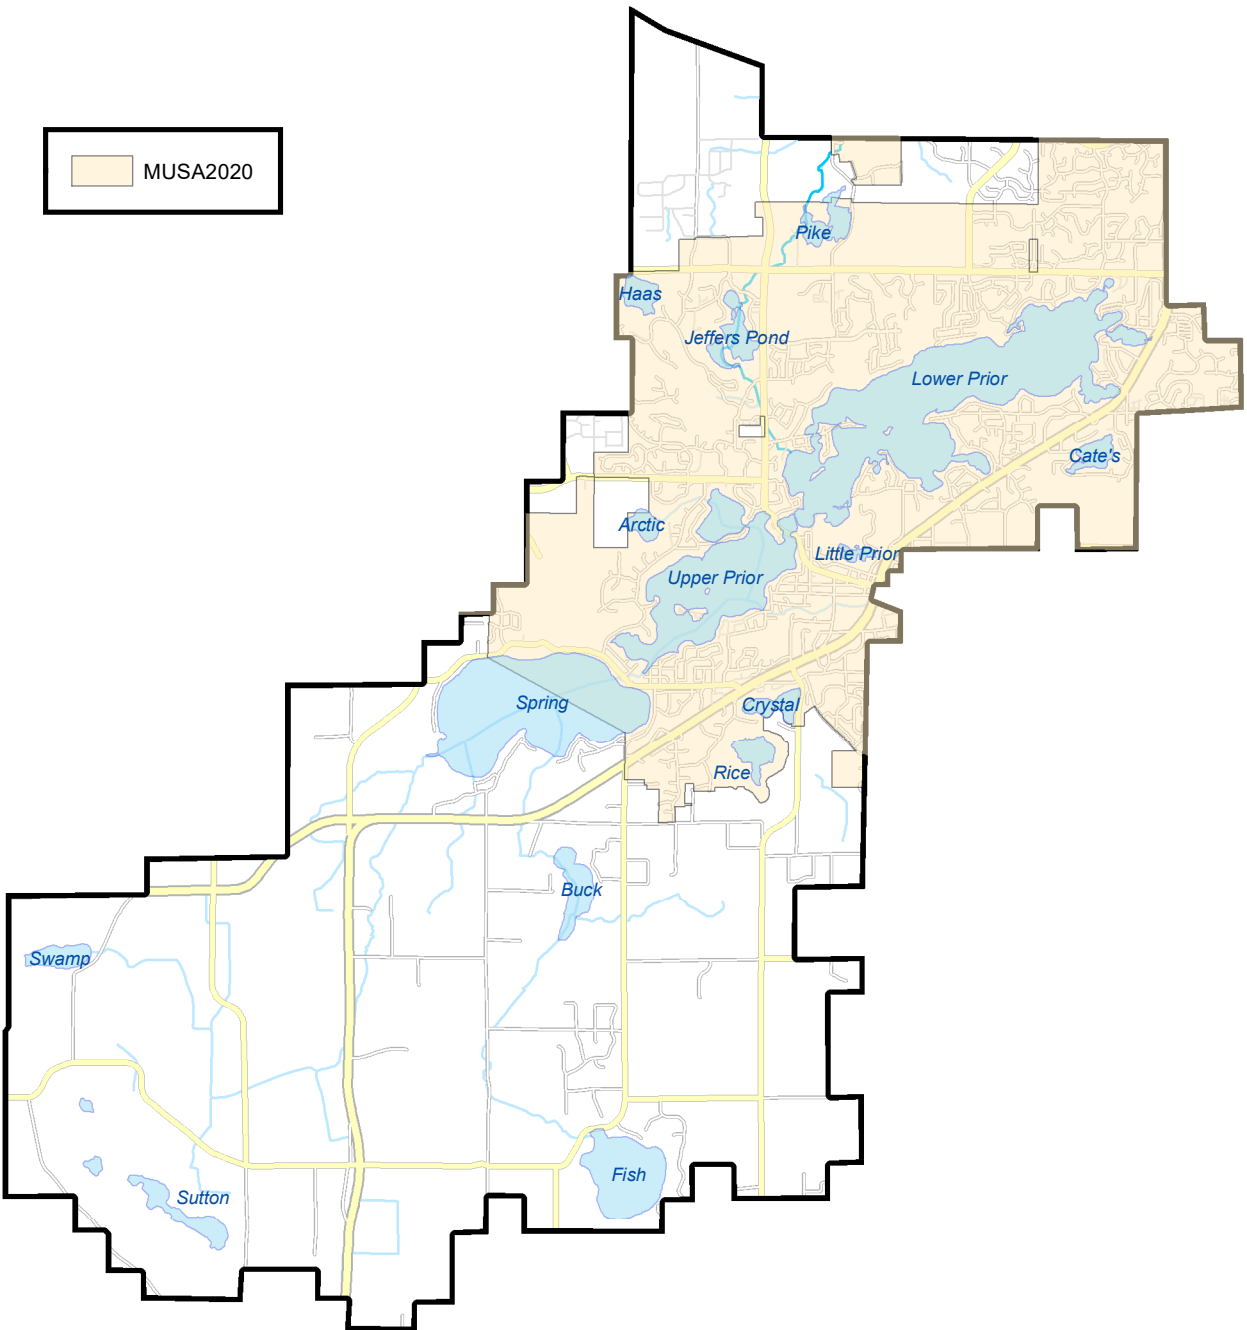 MUSA2020
Pike
Haas
Jeffers Pond
Lower Prior
Cate's
Arctic
Little Prior
Upper Prior
Spring
Crystal
Rice
Buck
Swamp
Fish
Sutton